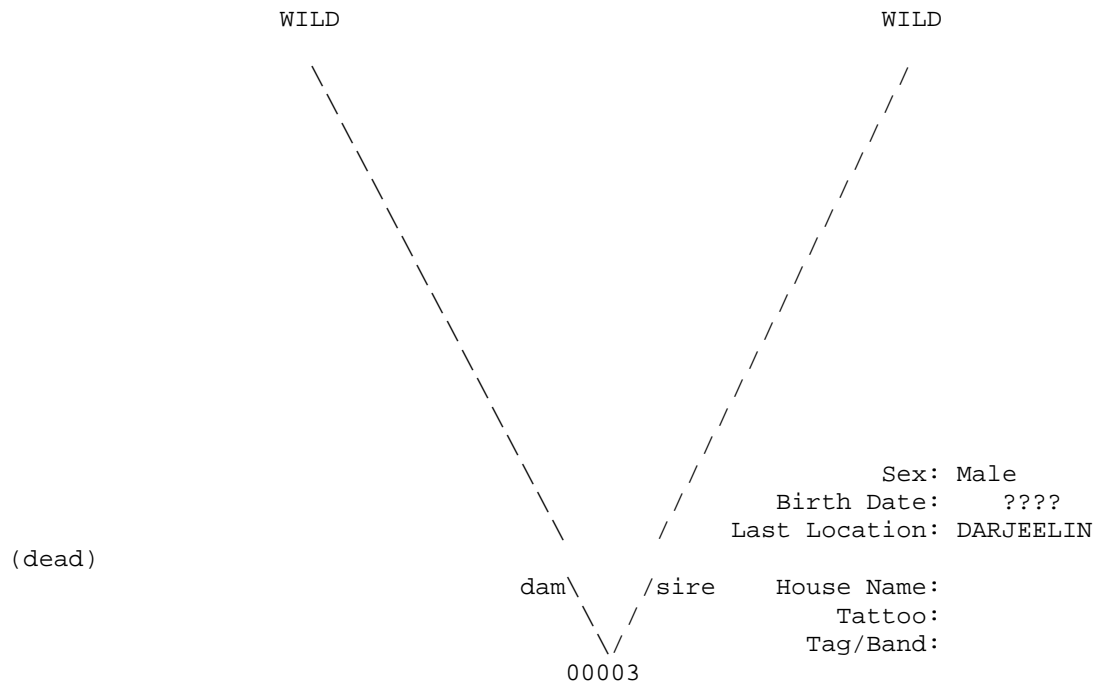 WILD WILD
Sex: Male
Birth Date: ????
Last Location: DARJEELIN
(dead)
dam\ /sire House Name:
Tattoo:
Tag/Band:
00003